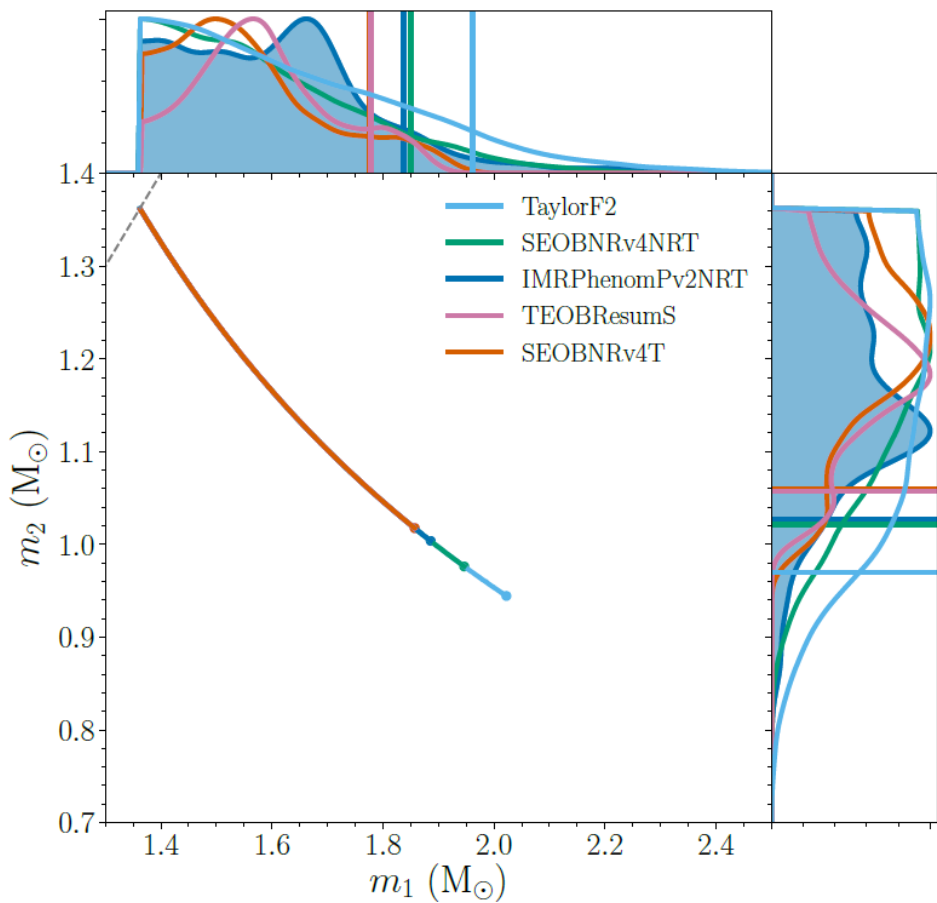 1.4
1.3
1.2
1.1
1.0
0.9
0.8
0.7
m₂ (M⊙)
TaylorF2
SEOBNRv4NRT
IMRPhenomPv2NRT
TEOBResumS
SEOBNRv4T
1.4 1.6 1.8 2.0 2.2 2.4
m₁ (M⊙)